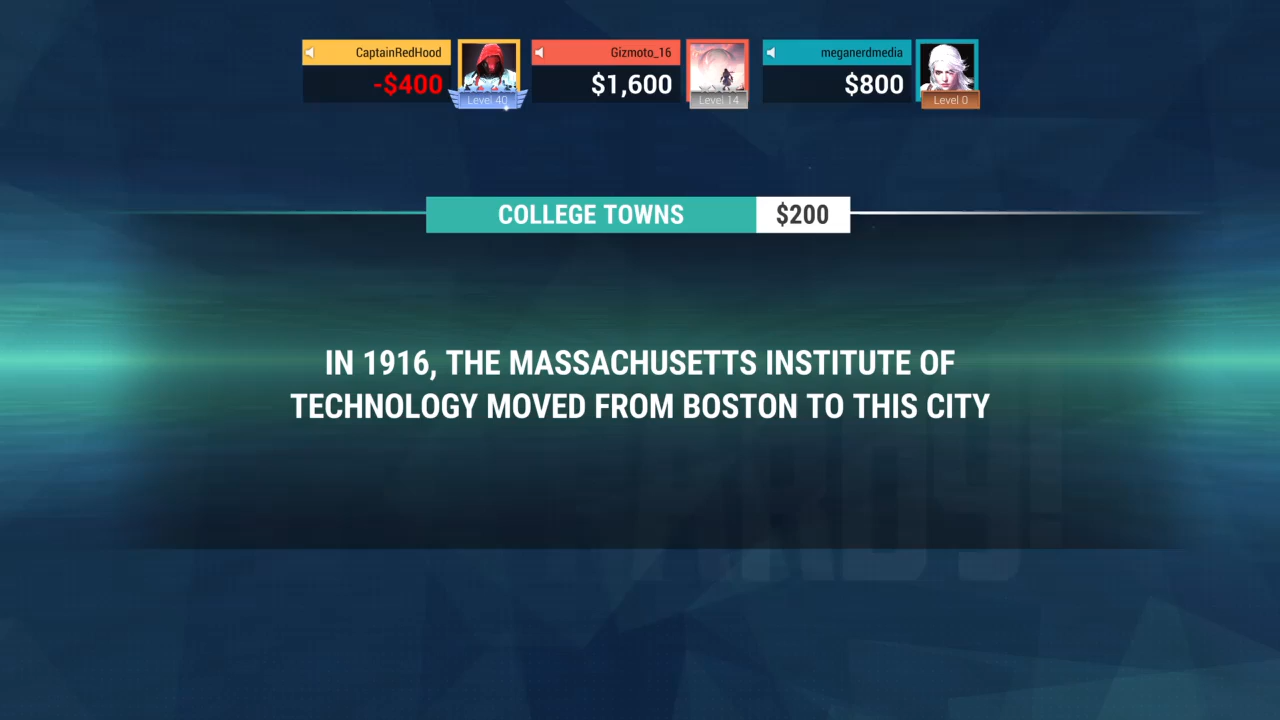 CaptainRedHood Gizmoto_16 meganerdmedia
-$400 $1,600 $800
Level 40 Level 14 Level 0
COLLEGE TOWNS $200
IN 1916, THE MASSACHUSETTS INSTITUTE OF
TECHNOLOGY MOVED FROM BOSTON TO THIS CITY
ARDY!